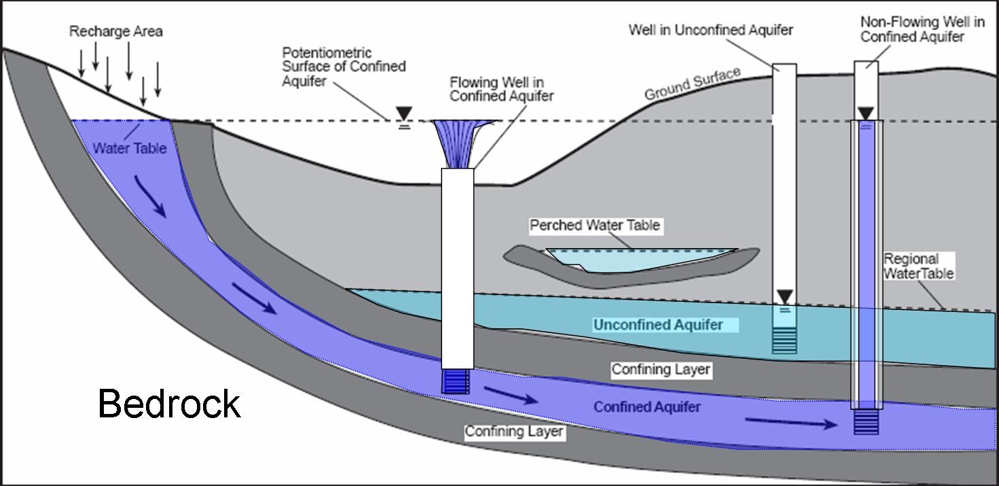 Recharge Area
Potentiometric
Surface of Confined
Aquifer
Flowing Well in
Confined Aquifer
Well in Unconfined Aquifer
Non-Flowing Well in
Confined Aquifer
Ground Surface
Water Table
Perched Water Table
Regional
WaterTable
Unconfined Aquifer
Confining Layer
Confined Aquifer
Confining Layer
Bedrock